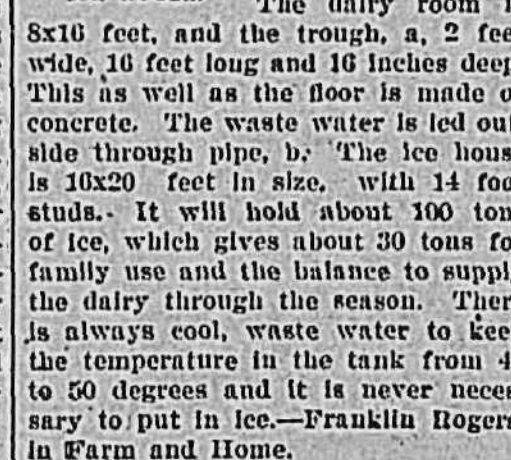 The dairy room i
8x16 feet, and the trough, a, 2 fee
wide, 16 feet long and 16 inches deep
This as well as the floor is made o
concrete. The waste water is led out
side through pipe, b. The ice hous
is 16x20 feet in size, with 14 foo
studs. It will hold about 100 ton
of ice, which gives about 30 tons fo
family use and the balance to suppl
the dairy through the season. Ther
is always cool, waste water to kee
the temperature in the tank from 4
to 50 degrees and it is never neces
sary to put in ice.—Franklin Rogers
in Farm and Home.